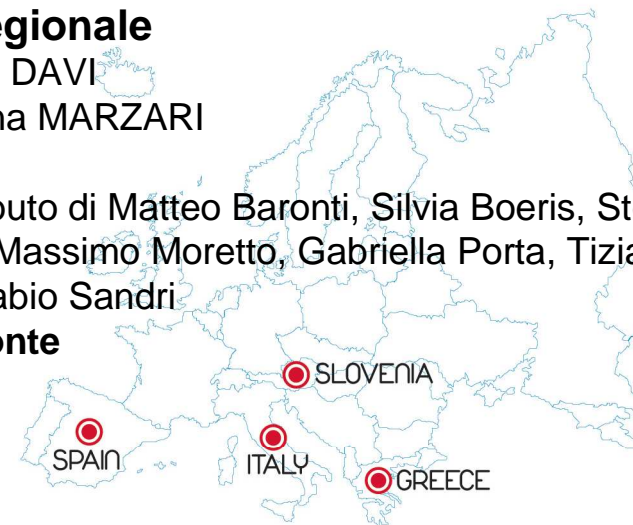 egionale
DAVI
na MARZARI
outo di Matteo Baronti, Silvia Boeris, St
Massimo Moretto, Gabriella Porta, Tizia
abio Sandri
onte
SLOVENIA
SPAIN
ITALY
GREECE